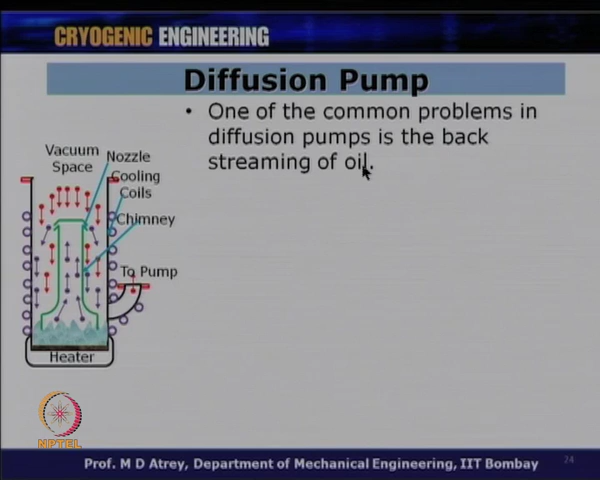 CRYOGENIC ENGINEERING
Diffusion Pump
• One of the common problems in
diffusion pumps is the back
streaming of oil.
Vacuum
Space
Nozzle
Cooling
Coils
Chimney
To Pump
Heater
NPTEL
Prof. M D Atrey, Department of Mechanical Engineering, IIT Bombay
24